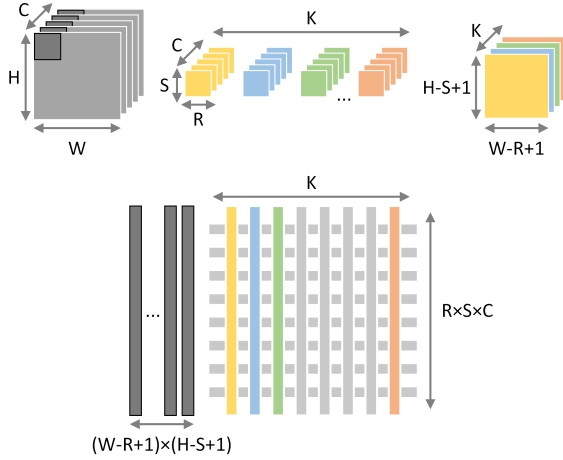 C
H
W
K
C
S
R
...
K
H-S+1
W-R+1
K
...
R×S×C
(W-R+1)×(H-S+1)